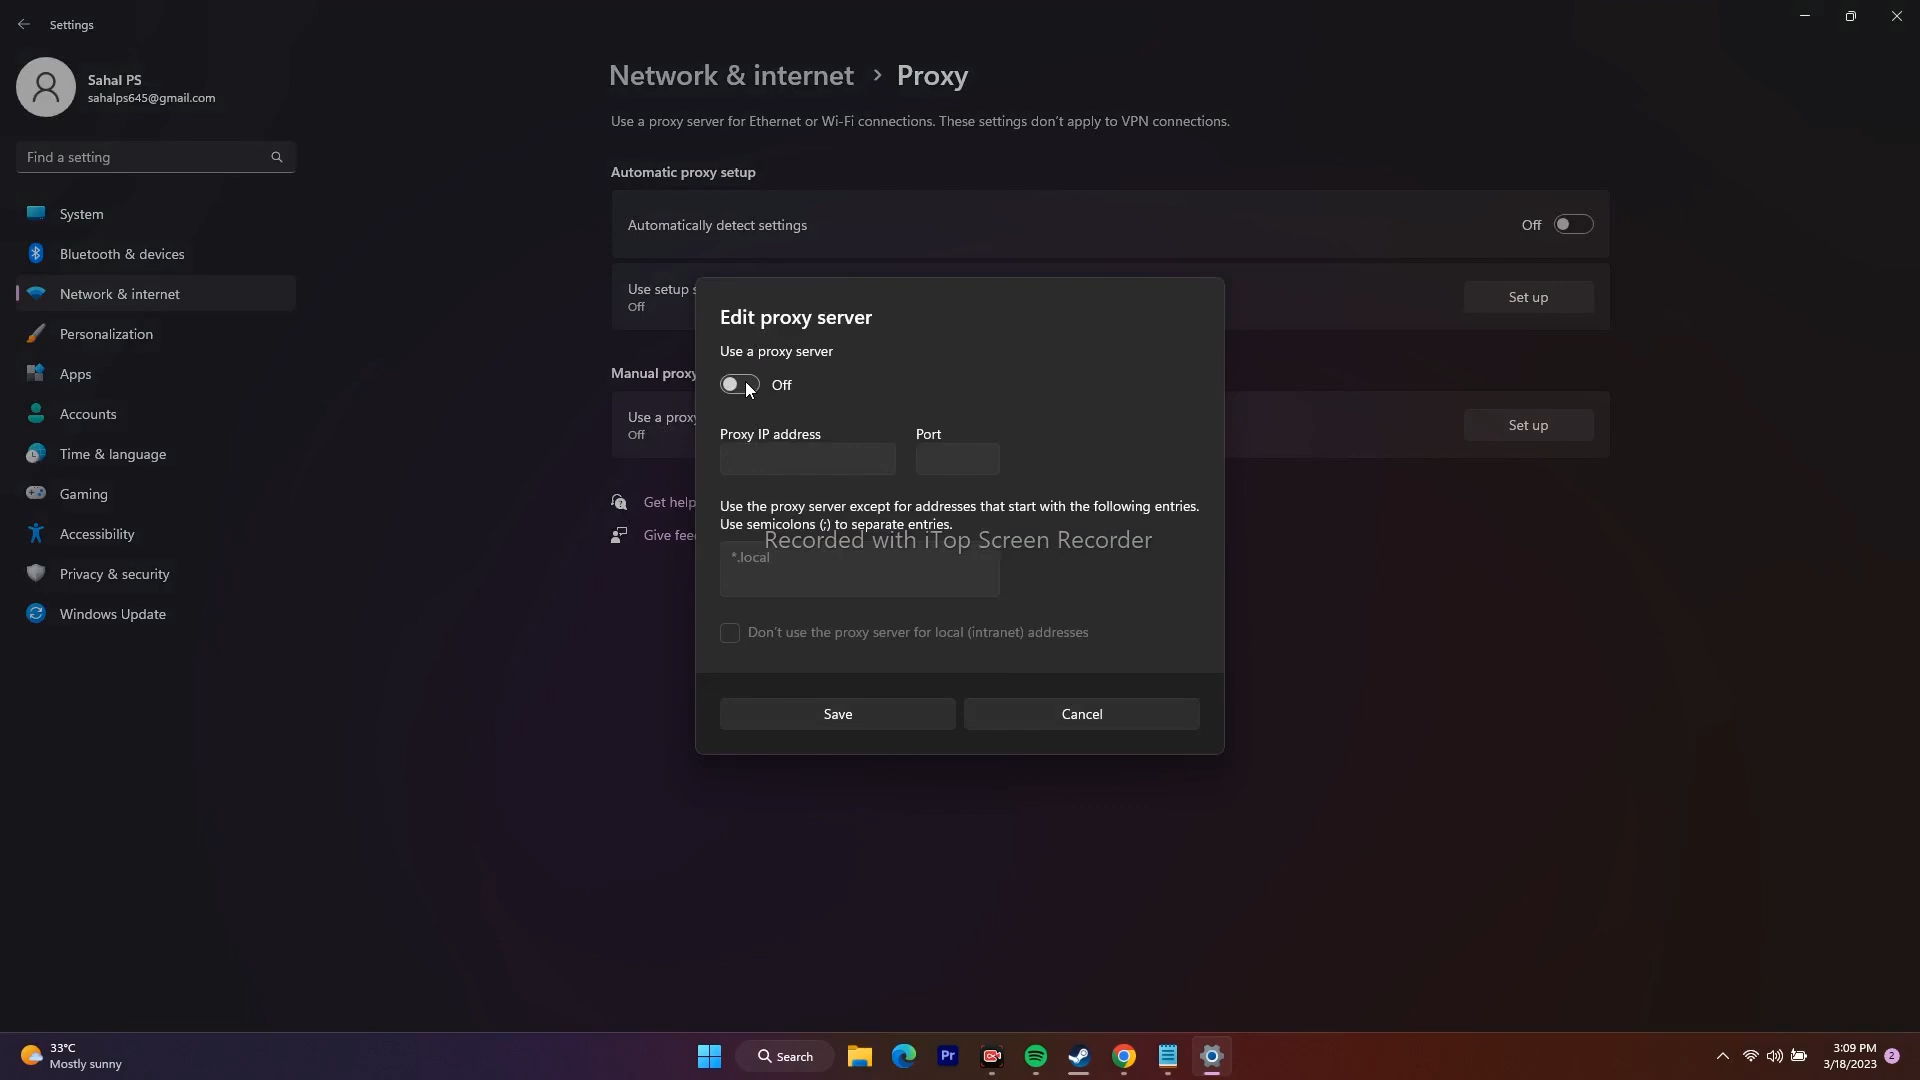 Settings
Sahal PS
sahalps645@gmail.com
Find a setting
System
Bluetooth & devices
Network & internet
Personalization
Apps
Accounts
Time & language
Gaming
Accessibility
Privacy & security
Windows Update
Network & internet > Proxy
Use a proxy server for Ethernet or Wi-Fi connections. These settings don't apply to VPN connections.
Automatic proxy setup
Automatically detect settings
Off
Use setup
Off
Set up
Manual proxy
Use a proxy
Off
Set up
Get help
Give
Edit proxy server
Use a proxy server
Off
Proxy IP address
Port
Use the proxy server except for addresses that start with the following entries.
Use semicolons (;) to separate entries.
Recorded with iTop Screen Recorder
*.local
Don't use the proxy server for local (intranet) addresses
Save
Cancel
33°C
Mostly sunny
Search
Pr
3:09 PM
3/18/2023
2